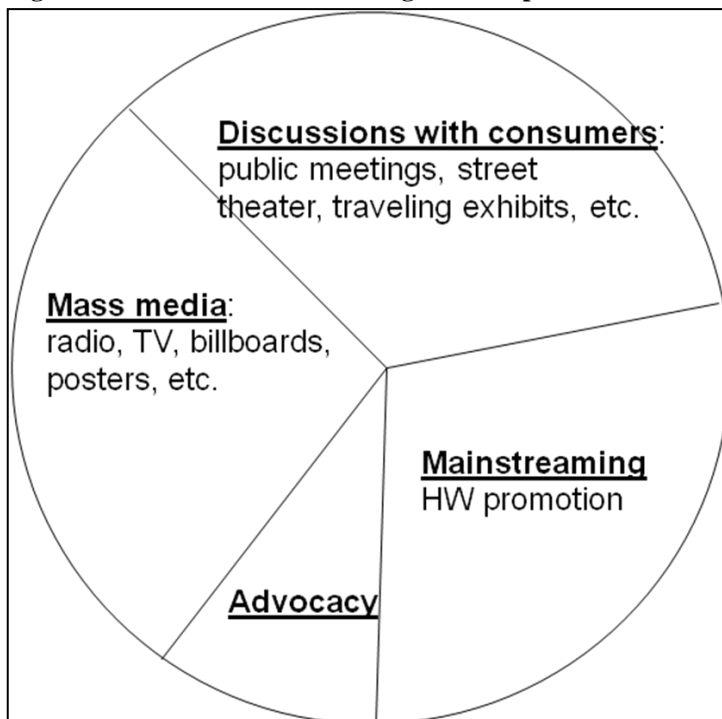 Discussions with consumers:
public meetings, street
theater, traveling exhibits, etc.
Mass media:
radio, TV, billboards,
posters, etc.
Mainstreaming
HW promotion
Advocacy